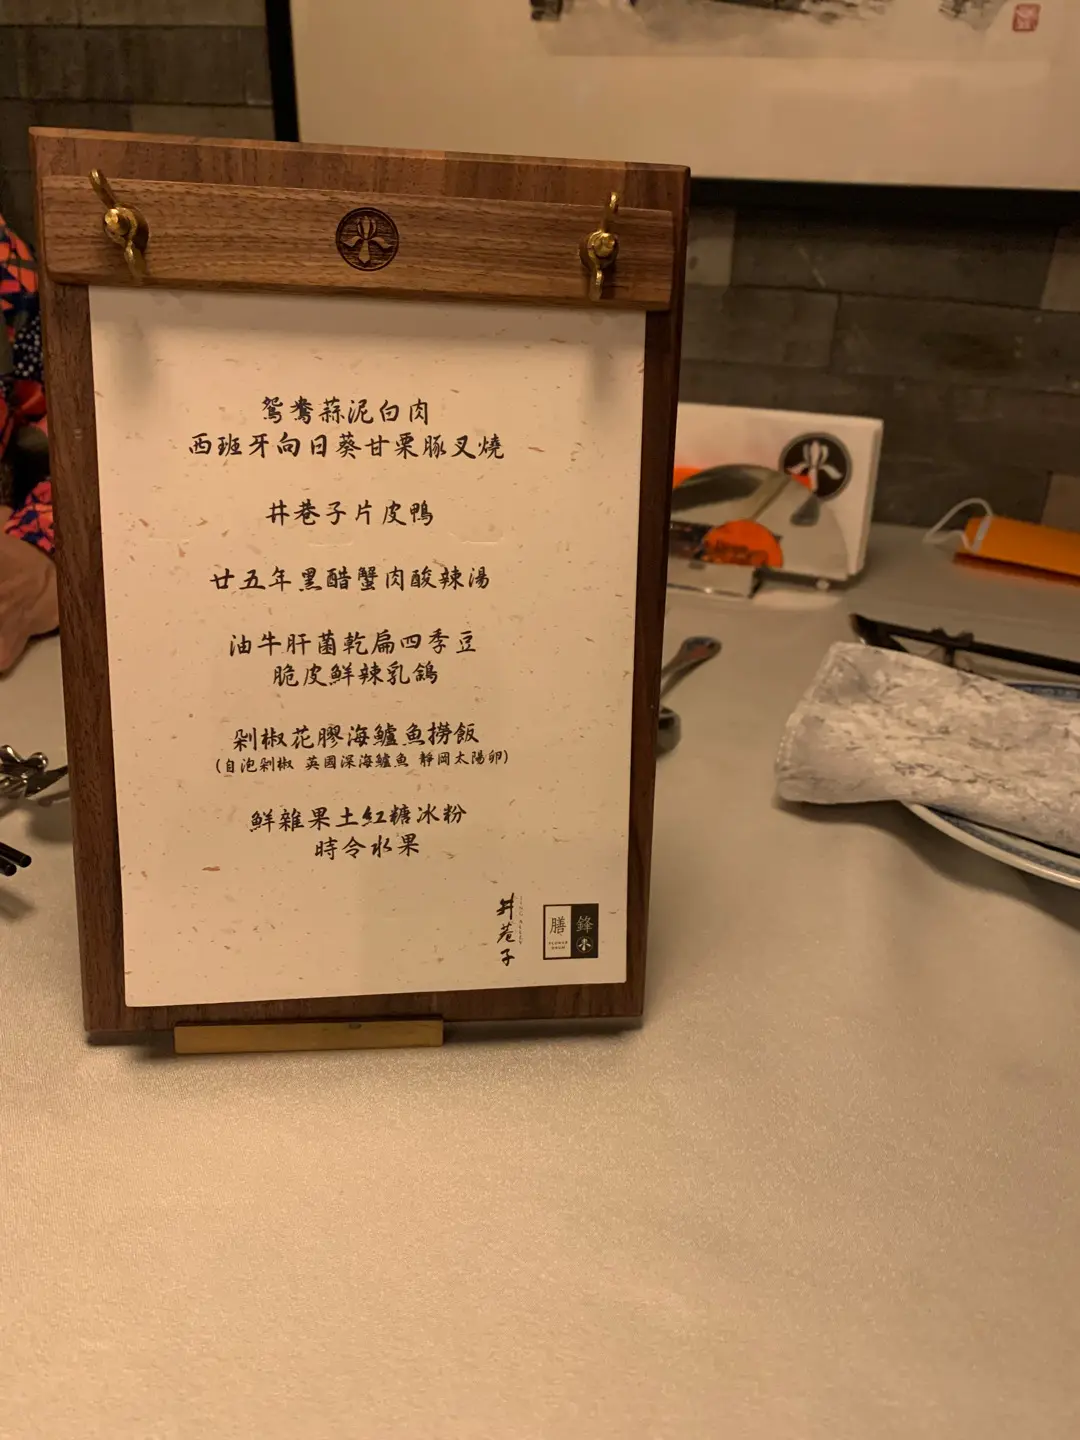 鴛鴦蒜泥白肉
西班牙向日葵甘栗豚叉燒
井巷子片皮鴨
廿五年黑醋蟹肉酸辣湯
油牛肝菌乾扁四季豆
脆皮鮮辣乳鴿
剁椒花膠海鱸魚撈飯
(自泡剁椒 英國深海鱸魚 靜岡太陽卵)
鮮雜果土紅糖冰粉
時令水果
井巷子
JING ALLEY
膳鋒